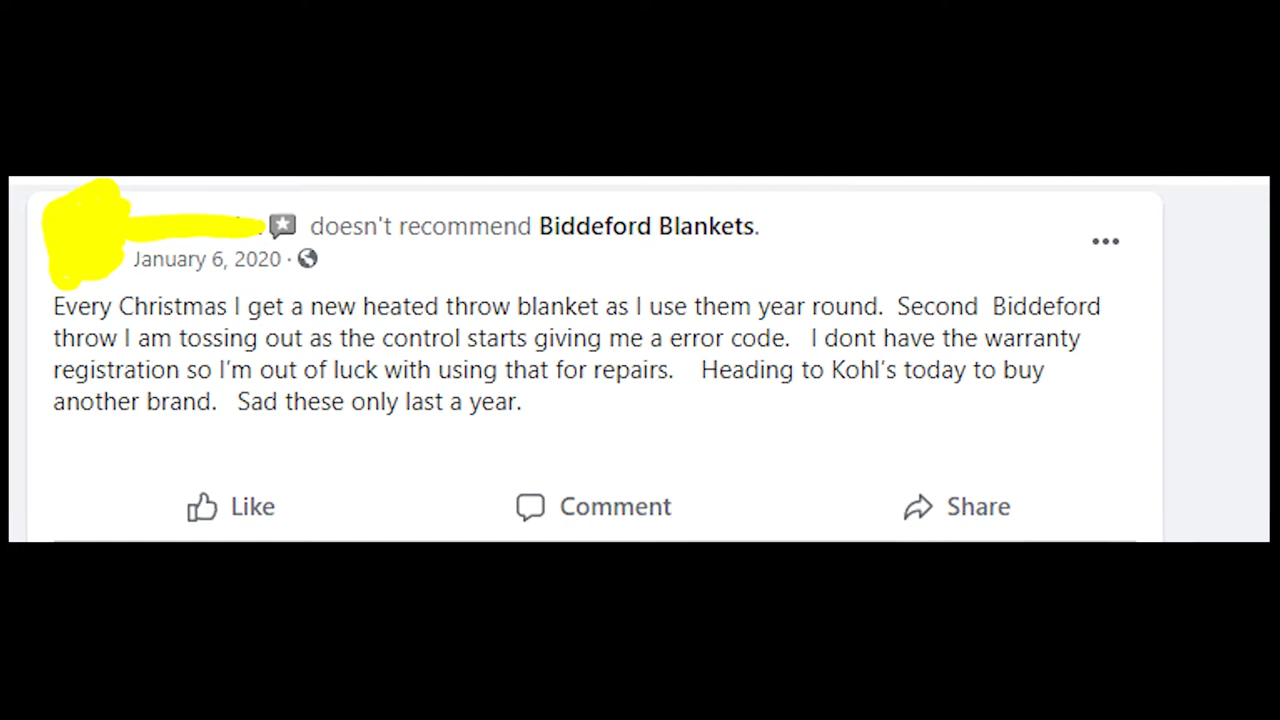 doesn't recommend Biddeford Blankets.
January 6, 2020 ·
Every Christmas I get a new heated throw blanket as I use them year round.  Second  Biddeford
throw I am tossing out as the control starts giving me a error code.   I dont have the warranty
registration so I'm out of luck with using that for repairs.    Heading to Kohl's today to buy
another brand.   Sad these only last a year.
Like Comment Share